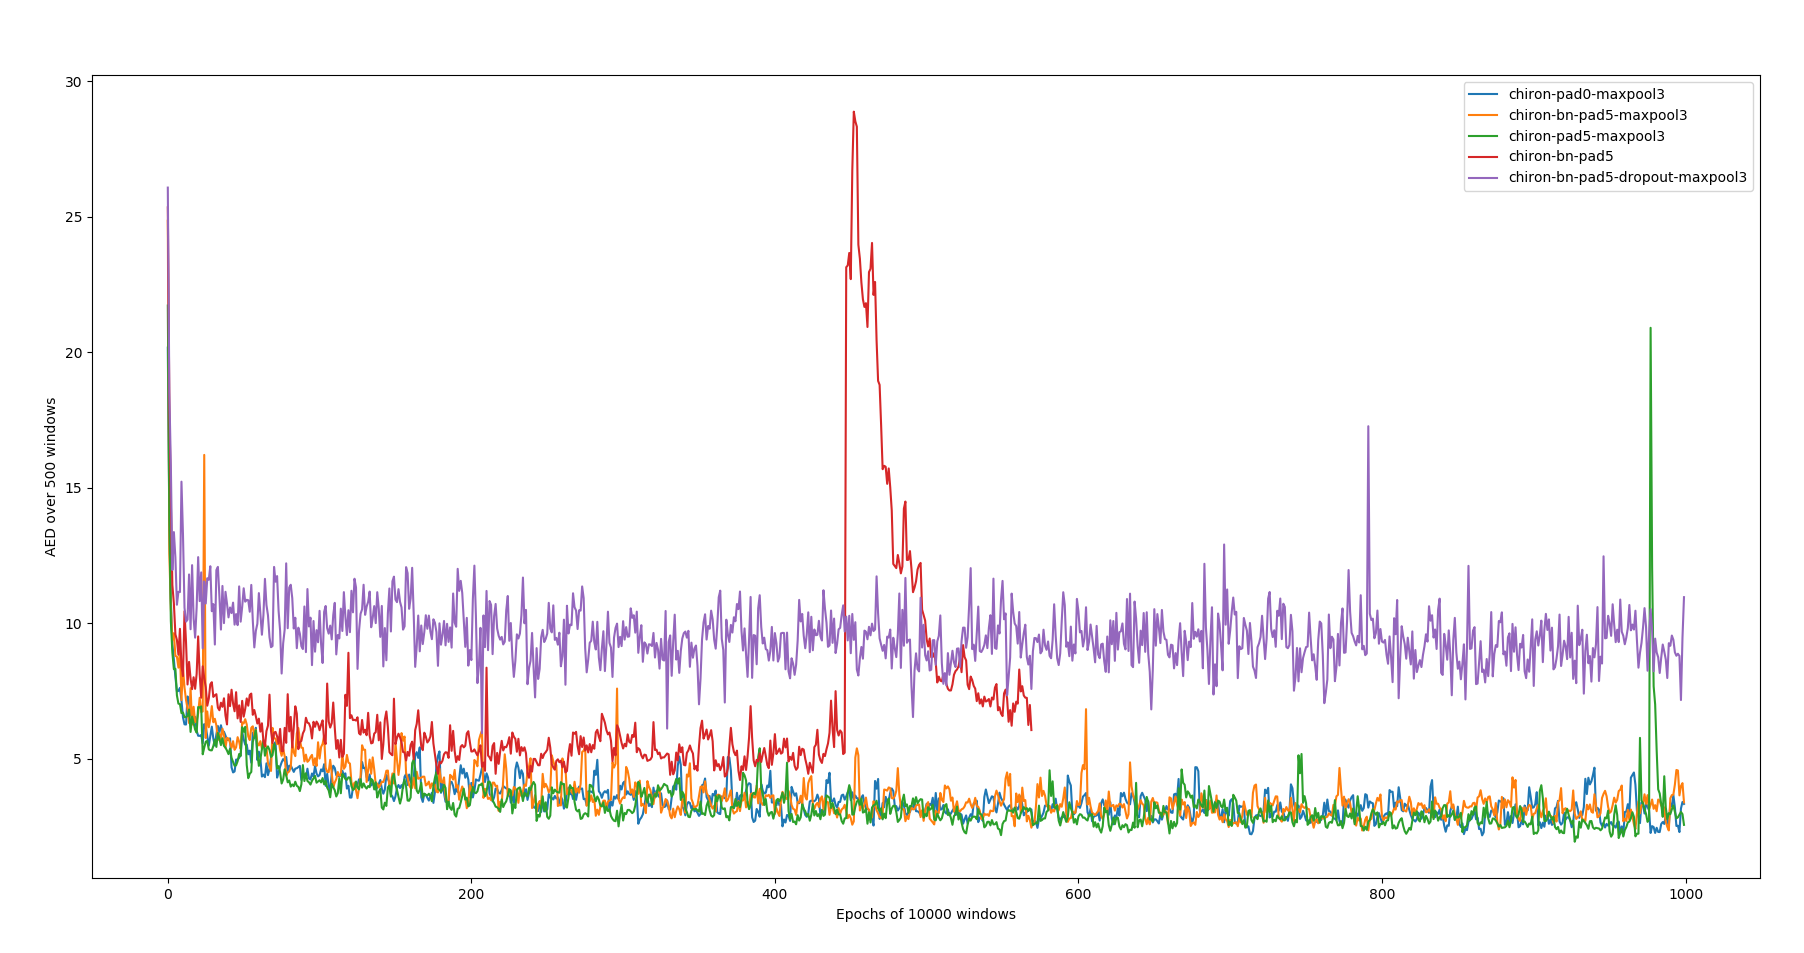 30
25
20
15
10
5
AED over 500 windows
0
200
400
600
800
1000
Epochs of 10000 windows
chiron-pad0-maxpool3
chiron-bn-pad5-maxpool3
chiron-pad5-maxpool3
chiron-bn-pad5
chiron-bn-pad5-dropout-maxpool3